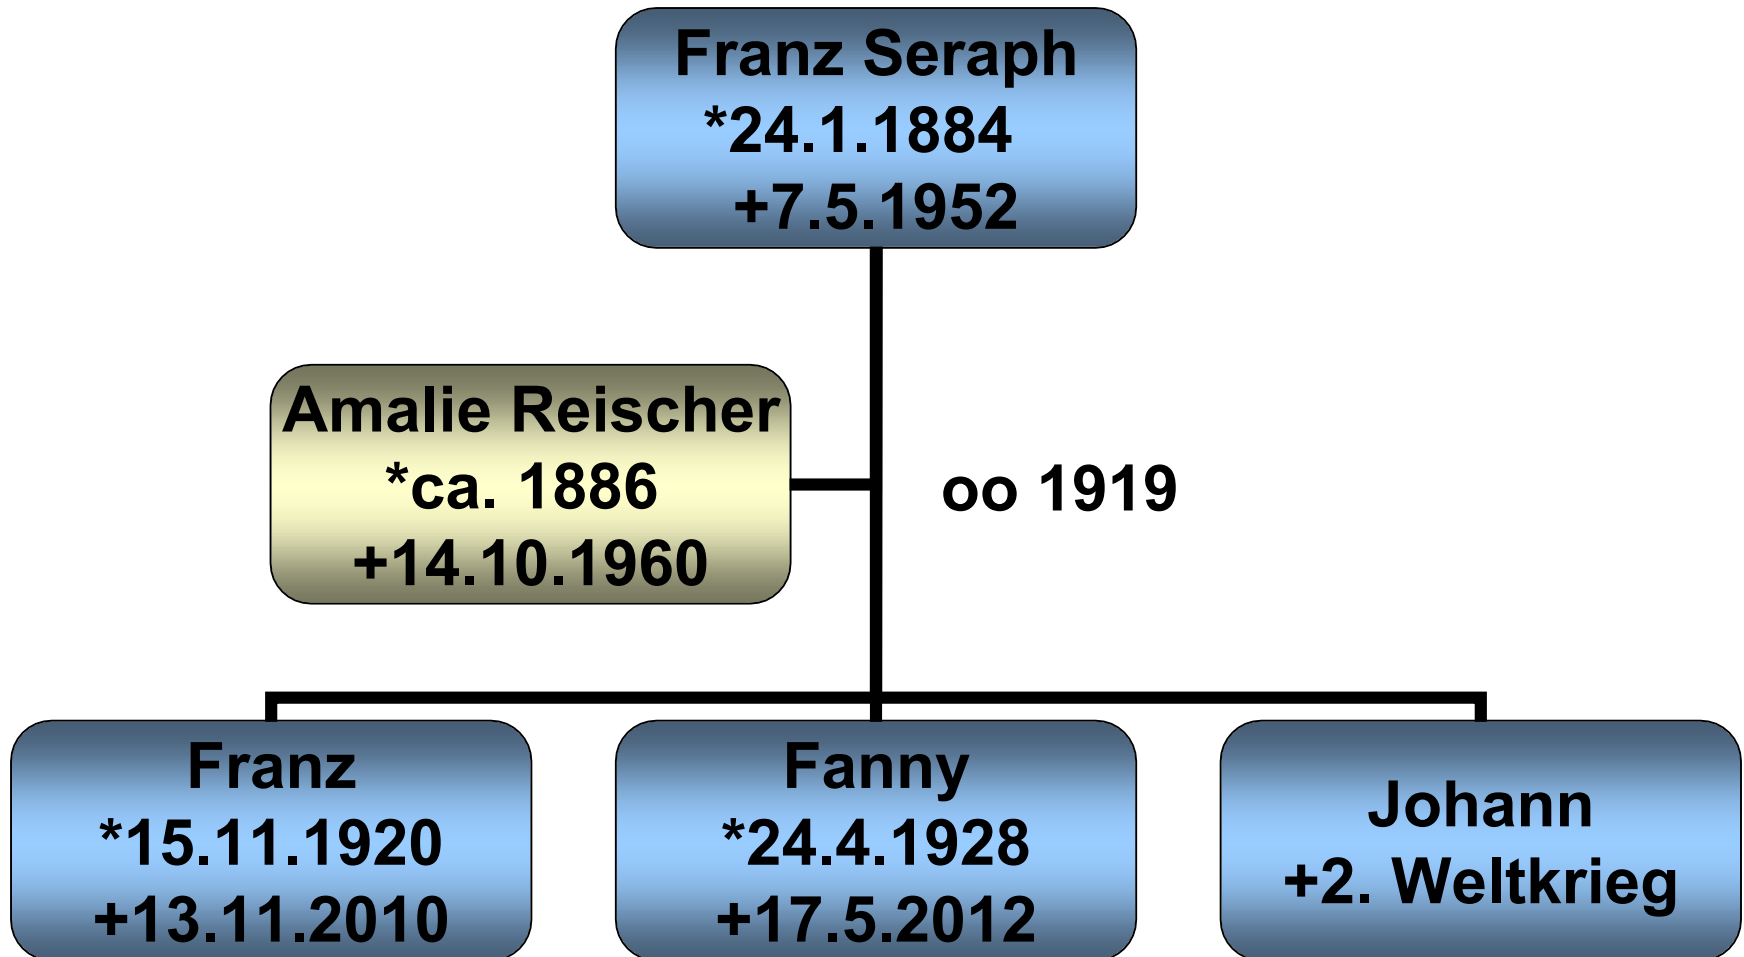 Franz Seraph
*24.1.1884
+7.5.1952
Amalie Reischer
*ca. 1886
+14.10.1960
oo 1919
Franz
*15.11.1920
+13.11.2010
Fanny
*24.4.1928
+17.5.2012
Johann
+2. Weltkrieg